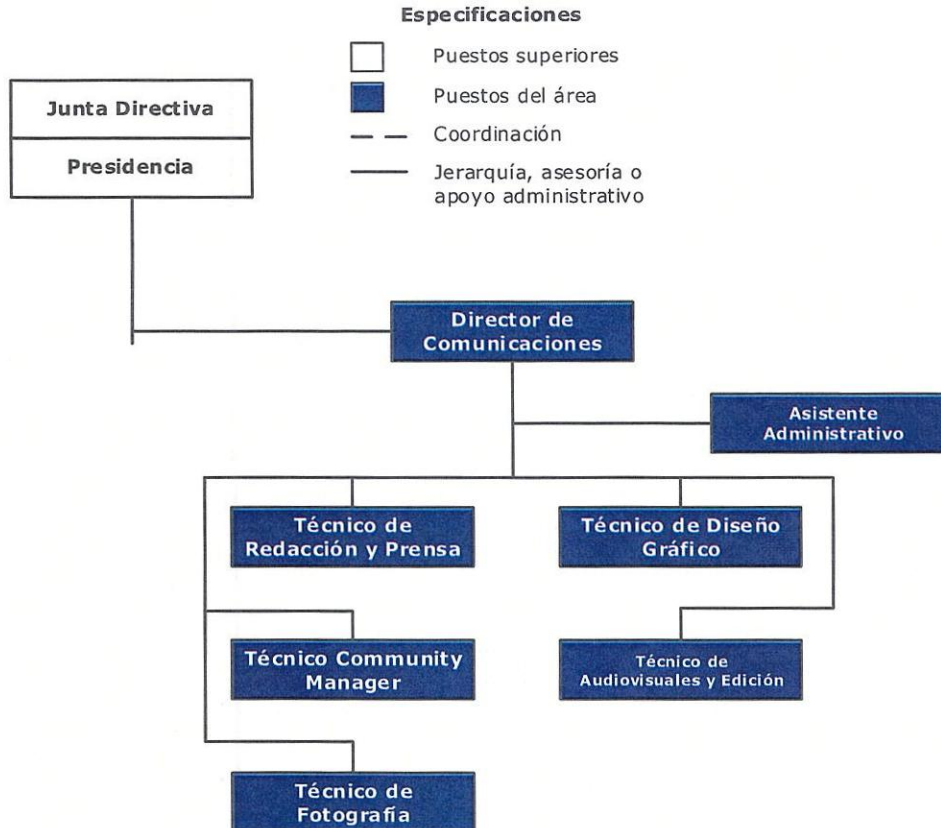 Especificaciones
Puestos superiores
Puestos del área
Coordinación
Jerarquía, asesoría o
apoyo administrativo
Junta Directiva
Presidencia
Director de
Comunicaciones
Asistente
Administrativo
Técnico de
Redacción y Prensa
Técnico de Diseño
Gráfico
Técnico Community
Manager
Técnico de
Audiovisuales y Edición
Técnico de
Fotografía